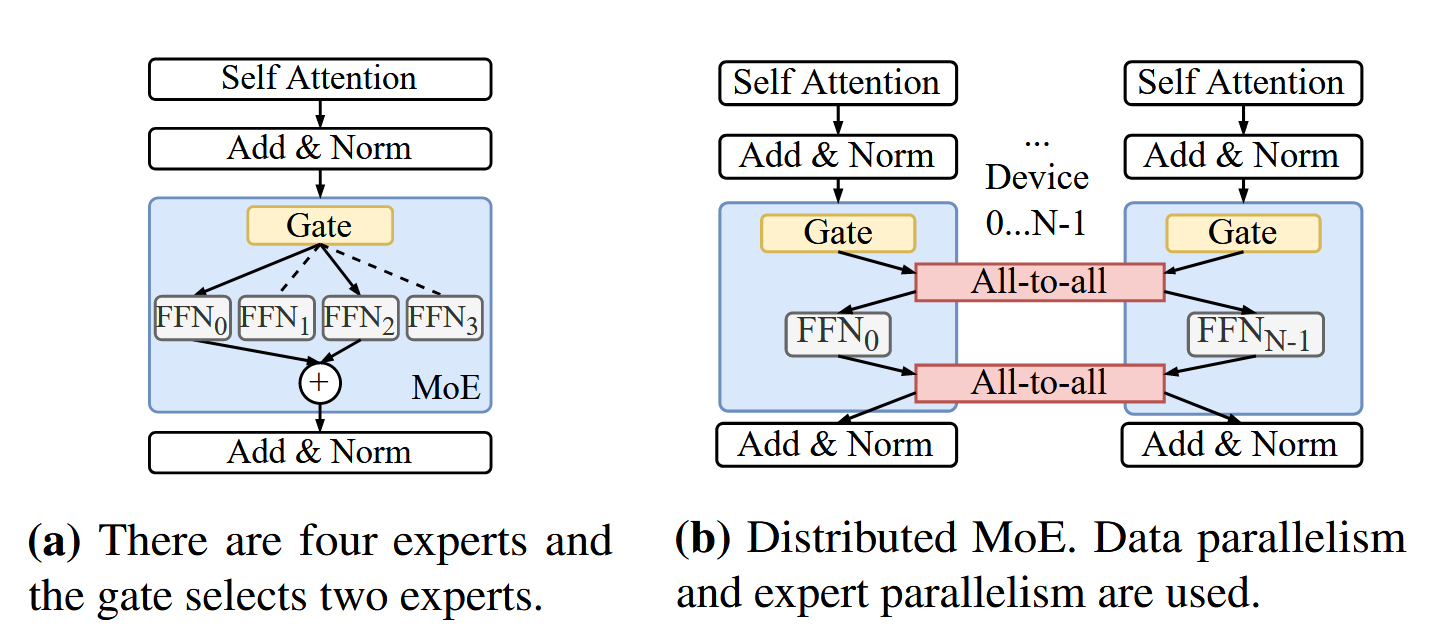 Self Attention
Add & Norm
Gate
FFN0 FFN1 FFN2 FFN3
+
MoE
Add & Norm
(a) There are four experts and
the gate selects two experts.
Self Attention
Self Attention
Add & Norm
...
Add & Norm
Device
0...N-1
Gate
Gate
All-to-all
FFN0
FFNN-1
All-to-all
Add & Norm
Add & Norm
(b) Distributed MoE. Data parallelism
and expert parallelism are used.